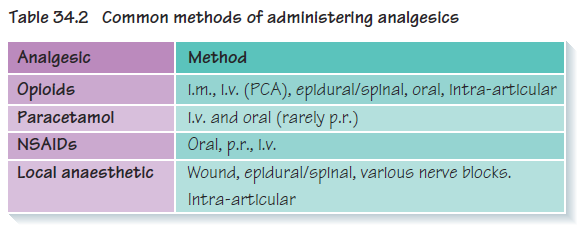 Table 34.2 Common methods of administering analgesics
Analgesic Method
Opioids I.m., I.v. (PCA), epidural/spinal, oral, intra-articular
Paracetamol I.v. and oral (rarely p.r.)
NSAIDs Oral, p.r., I.v.
Local anaesthetic Wound, epidural/spinal, various nerve blocks.
Intra-articular